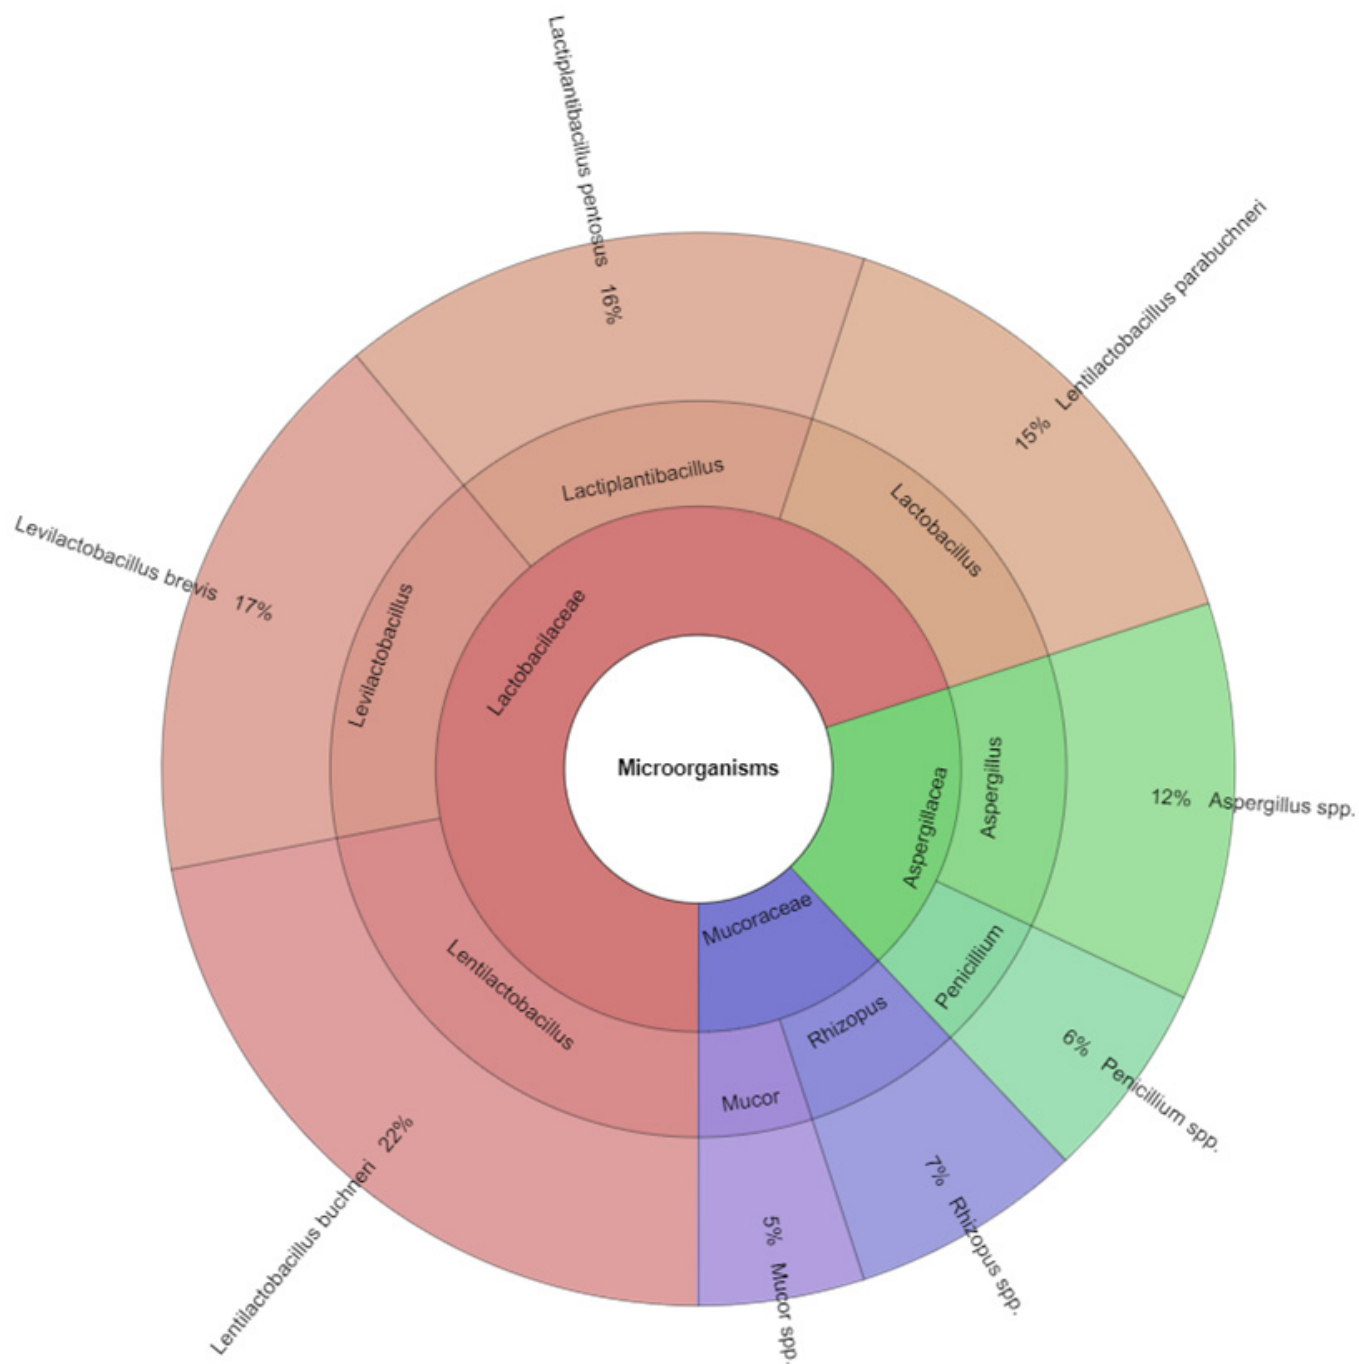 Microorganisms
Lactobacilaceae
Aspergillacea
Mucoraceae
Lactiplantibacillus
Lactobacillus
Aspergillus
Penicillium
Rhizopus
Mucor
Lentilactobacillus
Levilactobacillus
Lactiplantibacillus pentosus 16%
15% Lentilactobacillus parabuchneri
12% Aspergillus spp.
6% Penicillium spp.
7% Rhizopus spp.
5% Mucor spp.
Lentilactobacillus buchneri 22%
Levilactobacillus brevis 17%